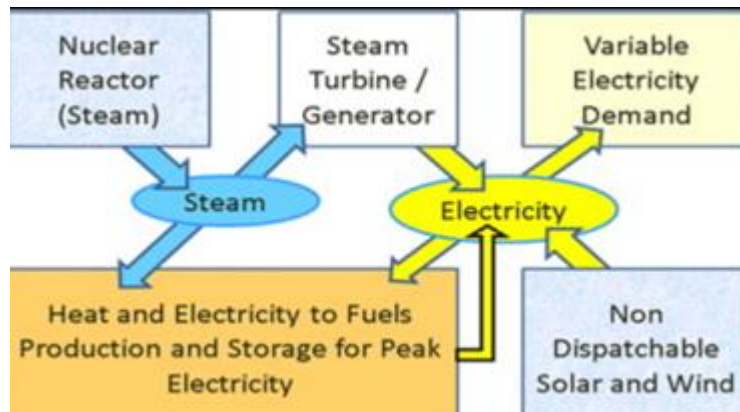 Nuclear
Reactor
(Steam)
Steam
Turbine /
Generator
Variable
Electricity
Demand
Steam
Electricity
Heat and Electricity to Fuels
Production and Storage for Peak
Electricity
Non
Dispatchable
Solar and Wind